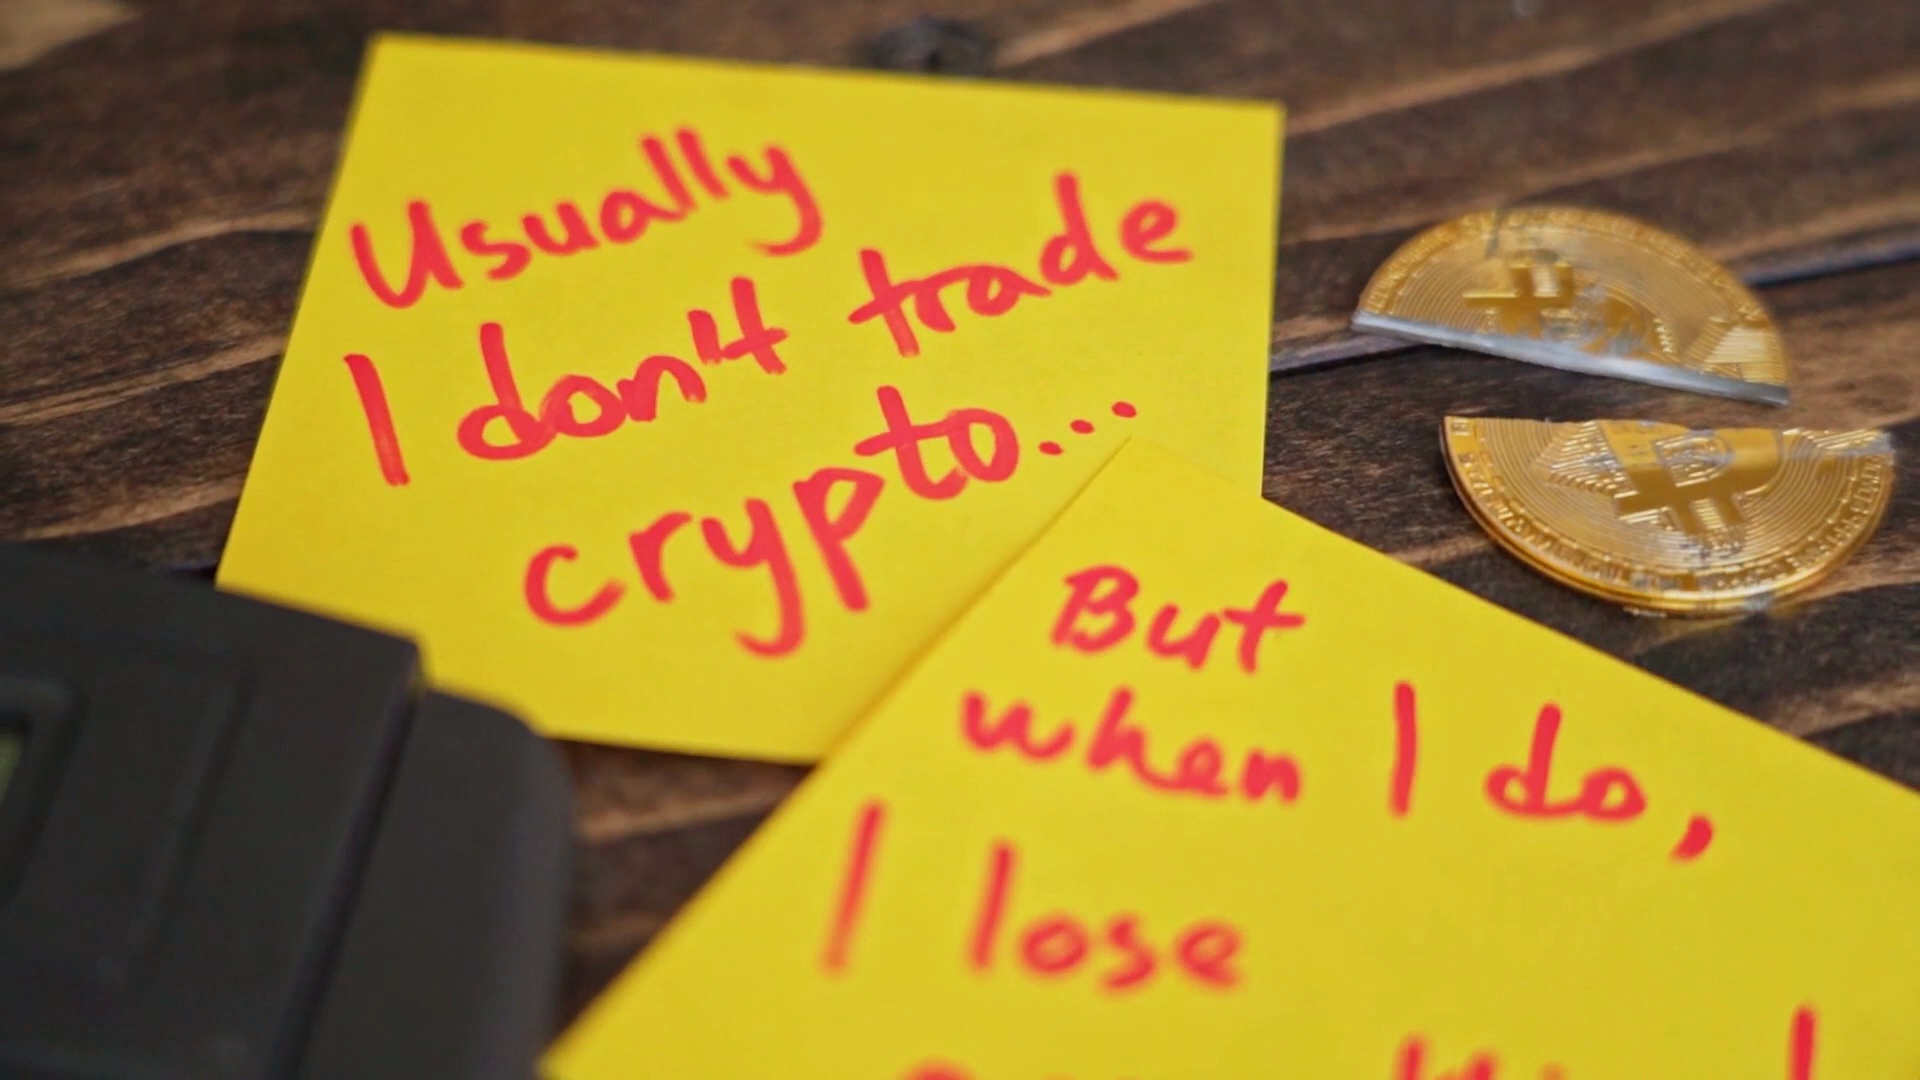 Usually
I don't trade
crypto...
But
when I do,
I lose